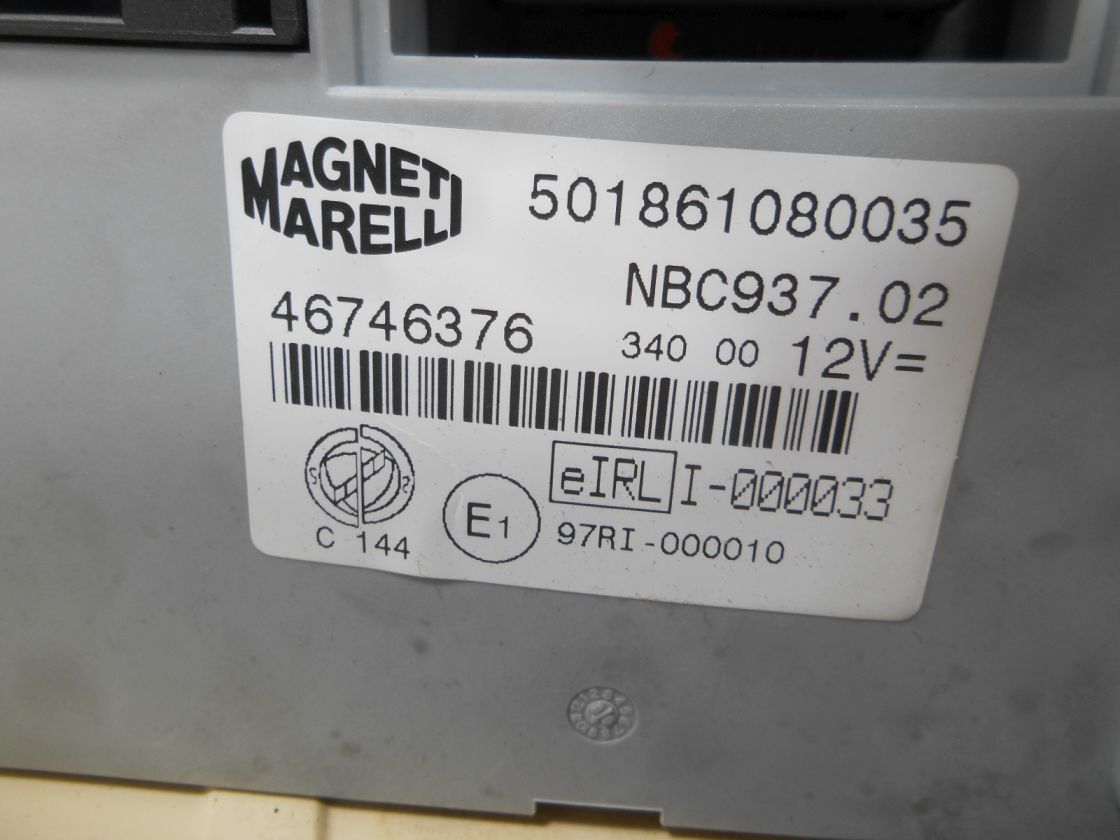 MAGNETI
MARELLI
501861080035
NBC937.02
46746376
340 00 12V=
eIRL I-000033
E1
97RI-000010
C 144